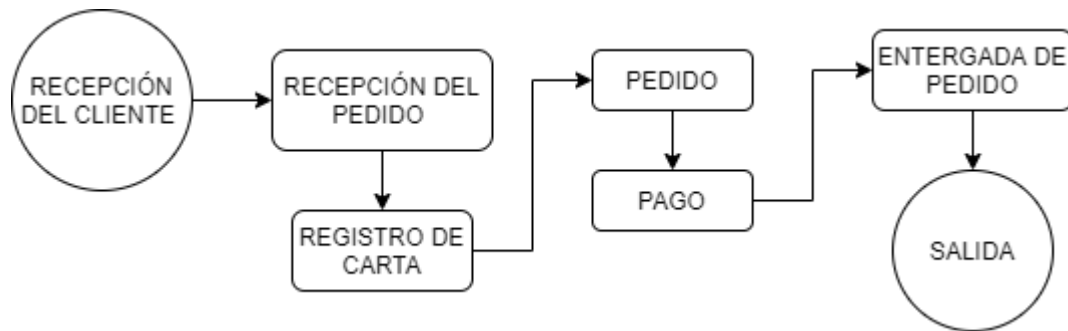 RECEPCIÓN
DEL CLIENTE
RECEPCIÓN DEL
PEDIDO
REGISTRO DE
CARTA
PEDIDO
PAGO
ENTERGADA DE
PEDIDO
SALIDA